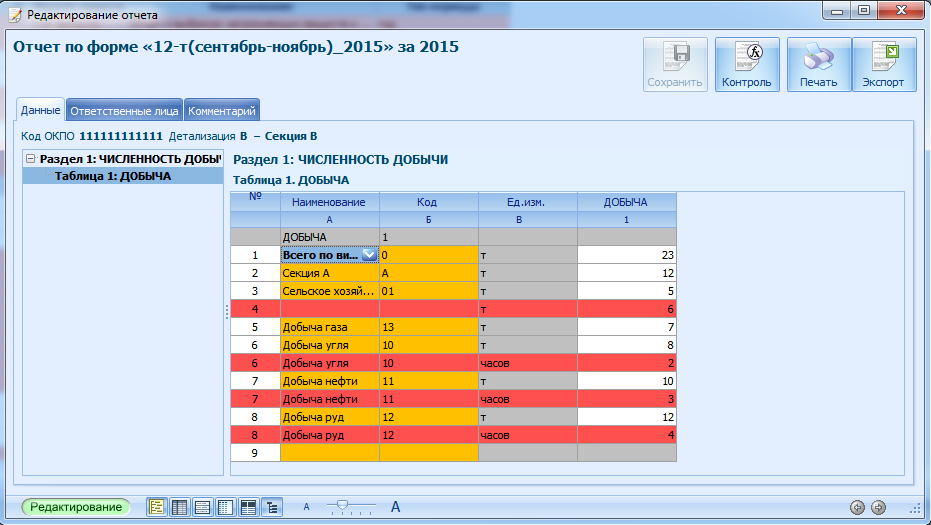 Редактирование отчета
Отчет по форме «12-т(сентябрь-ноябрь)_2015» за 2015
Сохранить Контроль Печать Экспорт
Данные Ответственные лица Комментарий
Код ОКПО 111111111111 Детализация B – Секция B
Раздел 1: ЧИСЛЕННОСТЬ ДОБЫЧ
Таблица 1: ДОБЫЧА
Раздел 1: ЧИСЛЕННОСТЬ ДОБЫЧИ
Таблица 1. ДОБЫЧА
№ Наименование Код Ед.изм. ДОБЫЧА
А Б В 1
ДОБЫЧА 1
1 Всего по ви... 0 т 23
2 Секция А А т 12
3 Сельское хозяй... 01 т 5
4 т 6
5 Добыча газа 13 т 7
6 Добыча угля 10 т 8
6 Добыча угля 10 часов 2
7 Добыча нефти 11 т 10
7 Добыча нефти 11 часов 3
8 Добыча руд 12 т 12
8 Добыча руд 12 часов 4
9
Редактирование A A